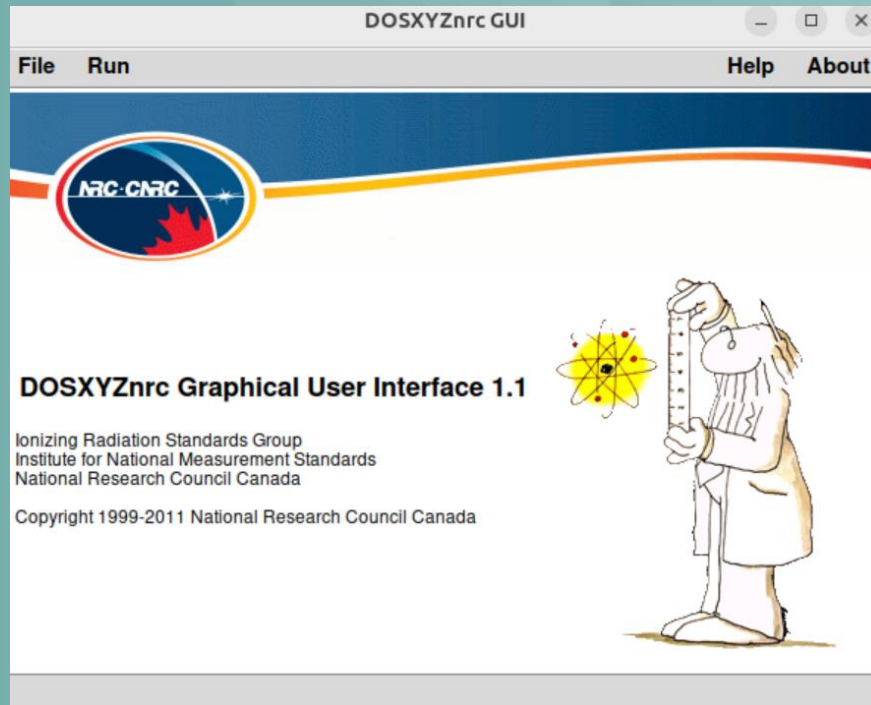 DOSXYZnrc GUI
File Run Help About
NRC·CNRC
DOSXYZnrc Graphical User Interface 1.1
Ionizing Radiation Standards Group
Institute for National Measurement Standards
National Research Council Canada
Copyright 1999-2011 National Research Council Canada